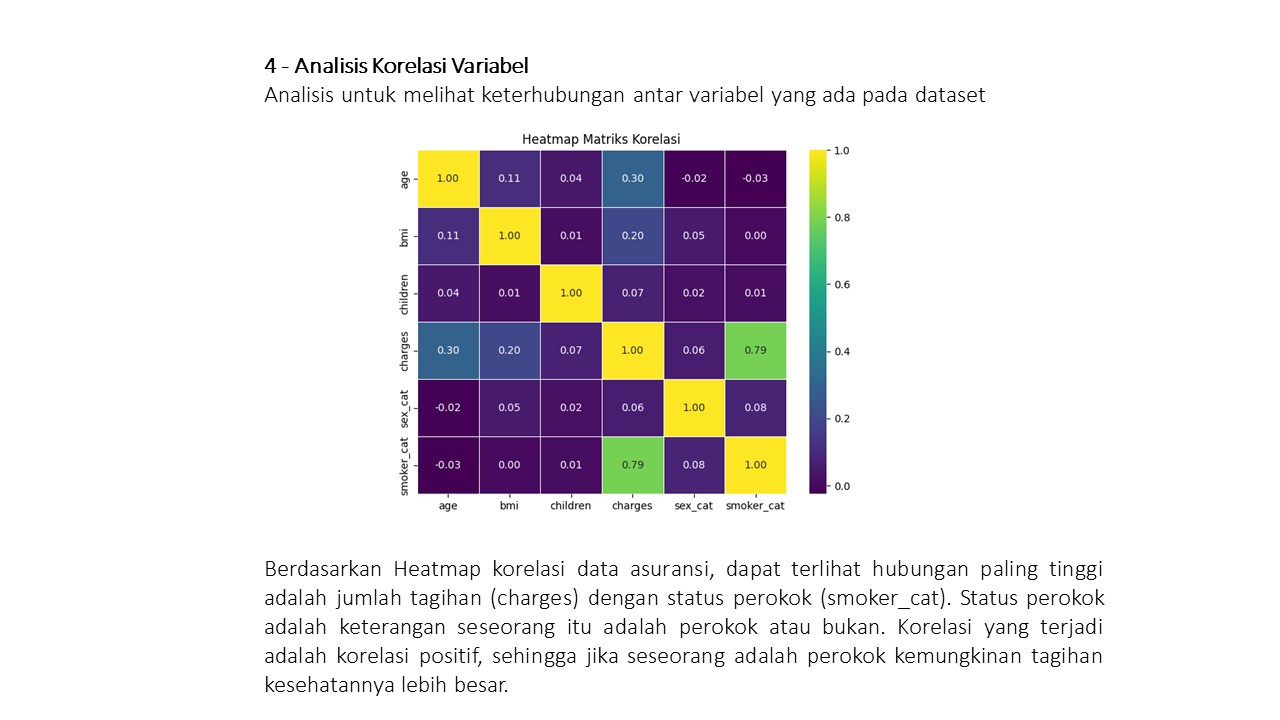 4 - Analisis Korelasi Variabel
Analisis untuk melihat keterhubungan antar variabel yang ada pada dataset
Heatmap Matriks Korelasi
age 1.00 0.11 0.04 0.30 -0.02 -0.03
bmi 0.11 1.00 0.01 0.20 0.05 0.00
children 0.04 0.01 1.00 0.07 0.02 0.01
charges 0.30 0.20 0.07 1.00 0.06 0.79
sex_cat -0.02 0.05 0.02 0.06 1.00 0.08
smoker_cat -0.03 0.00 0.01 0.79 0.08 1.00
age bmi children charges sex_cat smoker_cat
1.0
0.8
0.6
0.4
0.2
0.0
Berdasarkan Heatmap korelasi data asuransi, dapat terlihat hubungan paling tinggi
adalah jumlah tagihan (charges) dengan status perokok (smoker_cat). Status perokok
adalah keterangan seseorang itu adalah perokok atau bukan. Korelasi yang terjadi
adalah korelasi positif, sehingga jika seseorang adalah perokok kemungkinan tagihan
kesehatannya lebih besar.